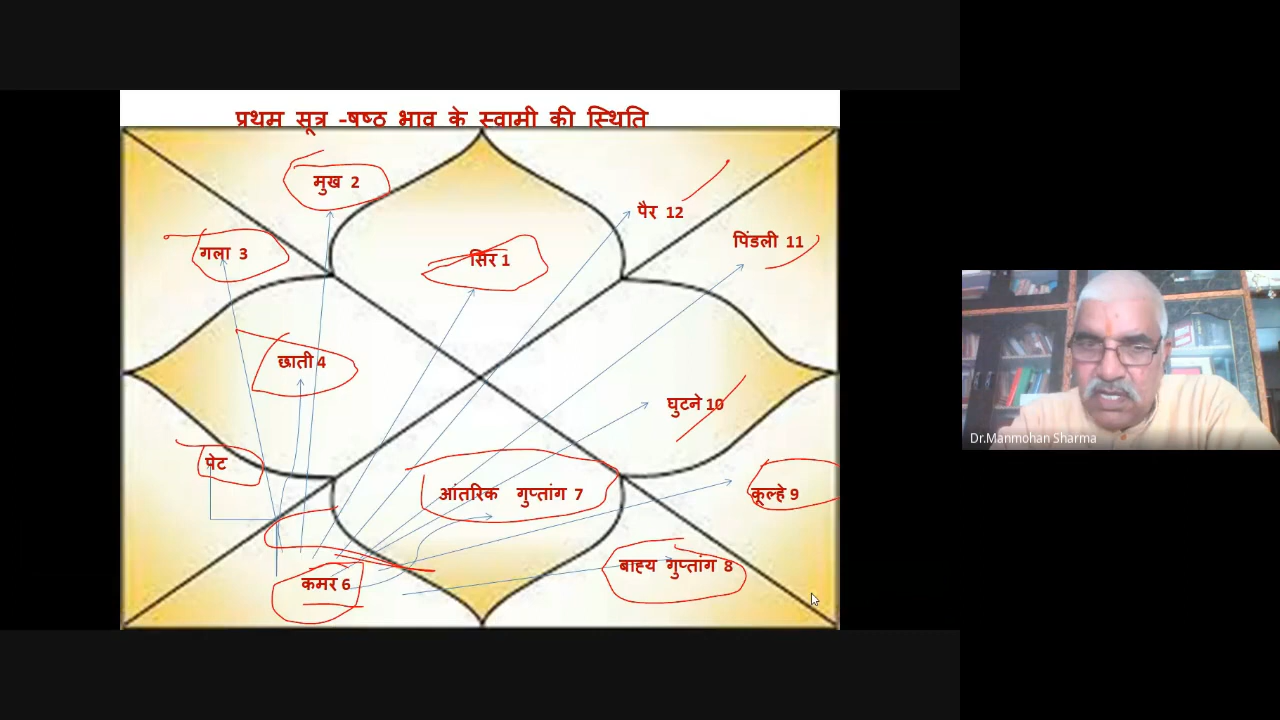 प्रथम सूत्र -षष्ठ भाव के स्वामी की स्थिति
मुख 2
पैर 12
पिंडली 11
गला 3
सिर 1
छाती 4
घुटने 10
पेट
आंतरिक गुप्तांग 7
कूल्हे 9
बाह्य गुप्तांग 8
कमर 6
Dr.Manmohan Sharma